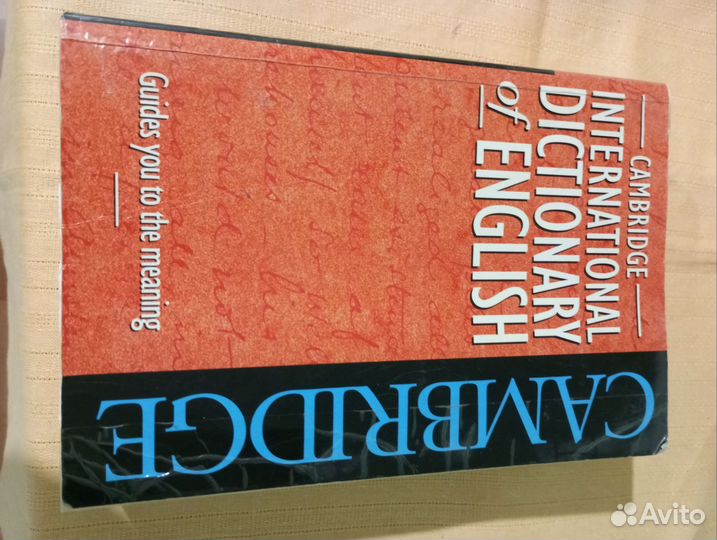 CAMBRIDGE
INTERNATIONAL
DICTIONARY
of ENGLISH
Guides you to the meaning
CAMBRIDGE
Avito